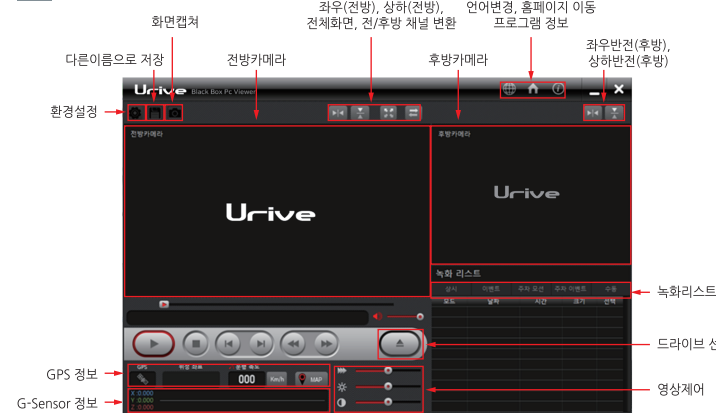 좌우(전방), 상하(전방),
전체화면, 전/후방 채널 변환
언어변경, 홈페이지 이동
프로그램 정보
화면캡쳐
좌우반전(후방),
상하반전(후방)
다른이름으로 저장
전방카메라
후방카메라
환경설정
Urive Black Box Pc Viewer
전방카메라
후방카메라
Urive
Urive
녹화 리스트
상시 이벤트 주차 모션 주차 이벤트 수동
모드 날짜 시간 크기 선택
녹화리스트
드라이브 선
GPS 정보
GPS 위성 좌표 운행 속도
000 Km/h MAP
영상제어
G-Sensor 정보
X :0.000
Y :0.000
Z :0.000